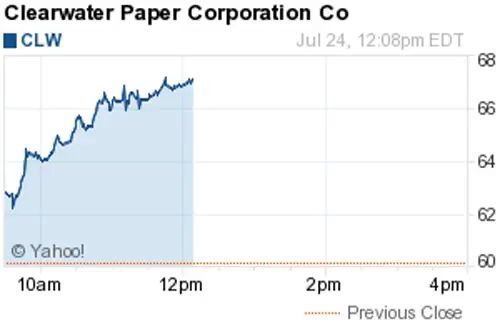 Clearwater Paper Corporation Co
CLW
Jul 24, 12:08pm EDT
68
66
64
62
60
© Yahoo!
10am
12pm
2pm
4pm
Previous Close